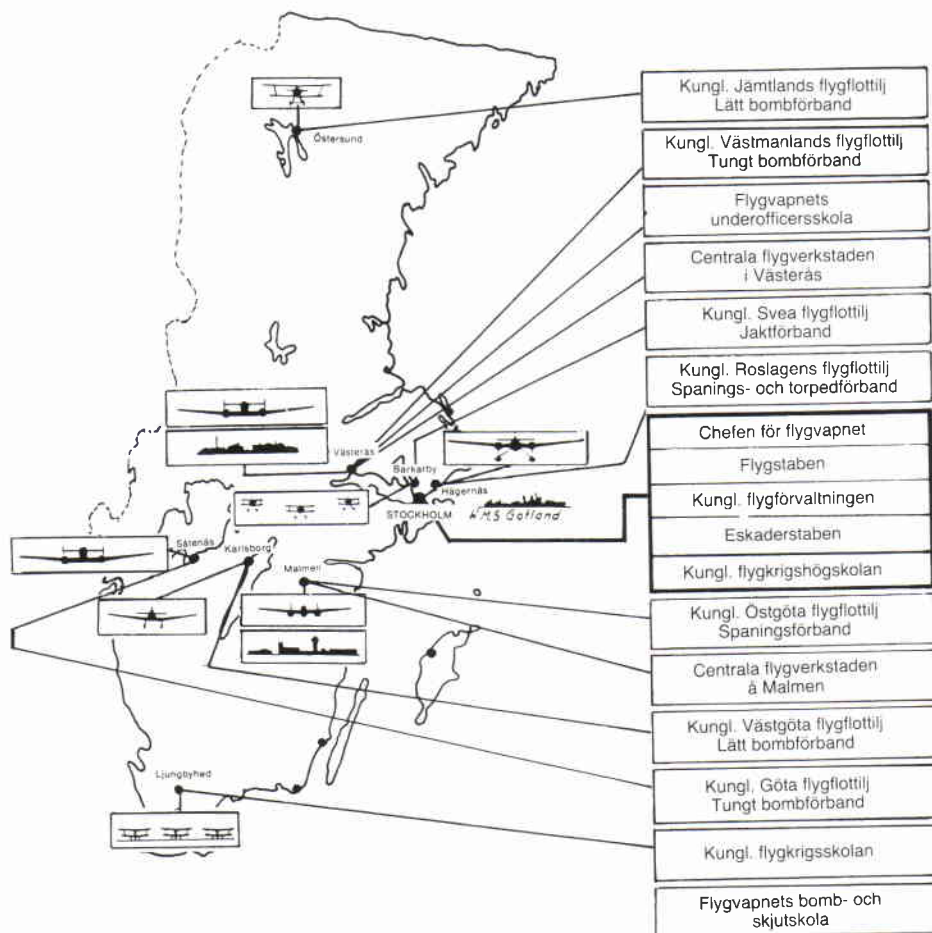 Östersund
Västerås
Barkarby
Hägernäs
STOCKHOLM
H.M.S Gotland
Såtenäs
Karlsborg
Malmen
Ljungbyhed
Kungl. Jämtlands flygflottilj
Lätt bombförband
Kungl. Västmanlands flygflottilj
Tungt bombförband
Flygvapnets
underofficersskola
Centrala flygverkstaden
i Västerås
Kungl. Svea flygflottilj
Jaktförband
Kungl. Roslagens flygflottilj
Spanings- och torpedförband
Chefen för flygvapnet
Flygstaben
Kungl. flygförvaltningen
Eskaderstaben
Kungl. flygkrigshögskolan
Kungl. Östgöta flygflottilj
Spaningsförband
Centrala flygverkstaden
å Malmen
Kungl. Västgöta flygflottilj
Lätt bombförband
Kungl. Göta flygflottilj
Tungt bombförband
Kungl. flygkrigsskolan
Flygvapnets bomb- och
skjutskola